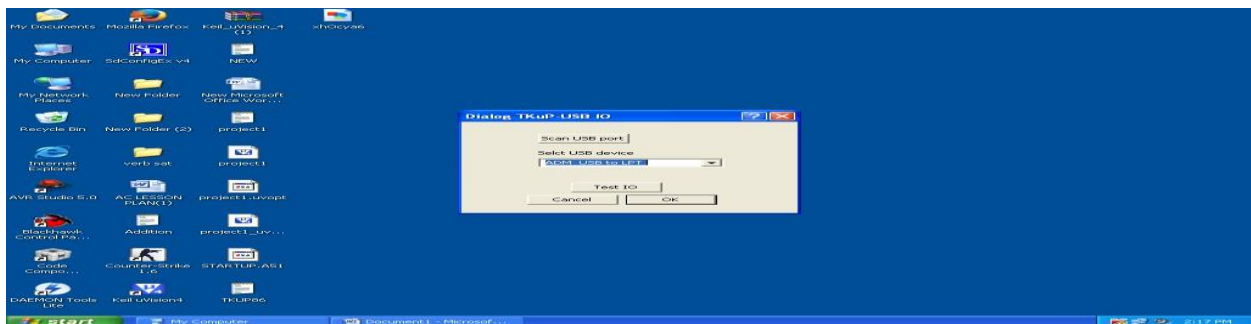 My Documents
Mozilla Firefox
Keil_uVision_4 (1)
xhOcya6
My Computer
SdConfigEx v4
NEW
My Network Places
New Folder
New Microsoft Office Wor...
Recycle Bin
New Folder (2)
project1
Internet Explorer
verb sat
project1
AVR Studio 5.0
AC LESSON PLAN(1)
project1.uvopt
Blackhawk Control Pa...
Addition
project1_uv...
Code Compo...
Counter-Strike 1.6
STARTUP.A51
DAEMON Tools Lite
Keil uVision4
TKUP86
Dialog TKuP-USB IO
Scan USB port
Selct USB device
ADM USB to LPT
Test IO
Cancel
OK
start
My Computer
Document1 - Microsof...
2:17 PM